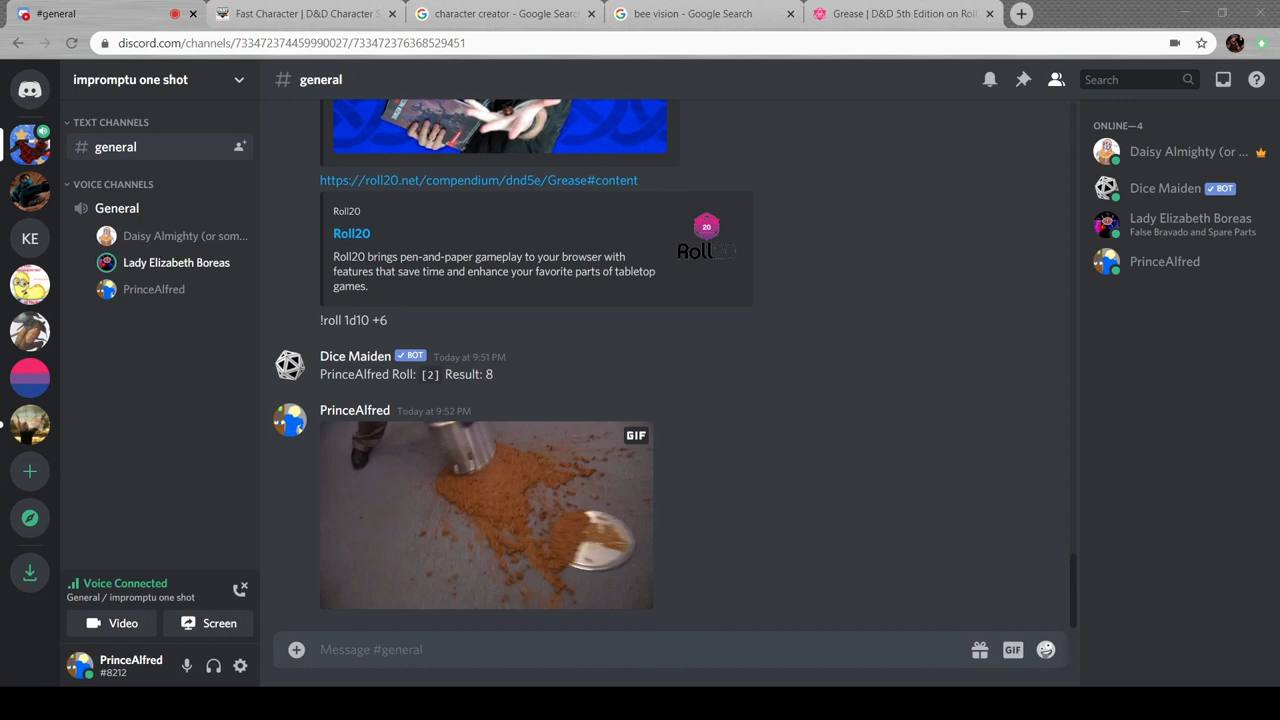 #general
Fast Character | D&D Character S
character creator - Google Search
bee vision - Google Search
Grease | D&D 5th Edition on Roll
discord.com/channels/733472374459990027/733472376368529451
impromptu one shot
general
Search
TEXT CHANNELS
general
VOICE CHANNELS
General
Daisy Almighty (or som...
Lady Elizabeth Boreas
PrinceAlfred
KE
Voice Connected
General / impromptu one shot
Video
Screen
PrinceAlfred
#8212
https://roll20.net/compendium/dnd5e/Grease#content
Roll20
Roll20
Roll20 brings pen-and-paper gameplay to your browser with
features that save time and enhance your favorite parts of tabletop
games.
20
Roll20
!roll 1d10 +6
Dice Maiden BOT Today at 9:51 PM
PrinceAlfred Roll: [2] Result: 8
PrinceAlfred Today at 9:52 PM
GIF
Message #general
GIF
ONLINE—4
Daisy Almighty (or ...
Dice Maiden BOT
Lady Elizabeth Boreas
False Bravado and Spare Parts
PrinceAlfred